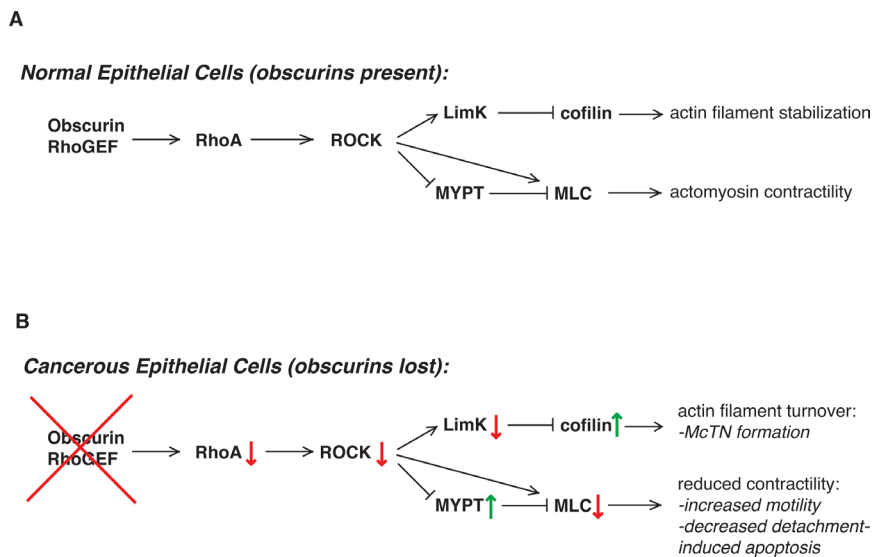 A
Normal Epithelial Cells (obscurins present):
Obscurin
RhoGEF
RhoA
ROCK
LimK
cofilin
actin filament stabilization
MYPT
MLC
actomyosin contractility
B
Cancerous Epithelial Cells (obscurins lost):
Obscurin
RhoGEF
RhoA
ROCK
LimK
cofilin
actin filament turnover:
-McTN formation
MYPT
MLC
reduced contractility:
-increased motility
-decreased detachment-
induced apoptosis